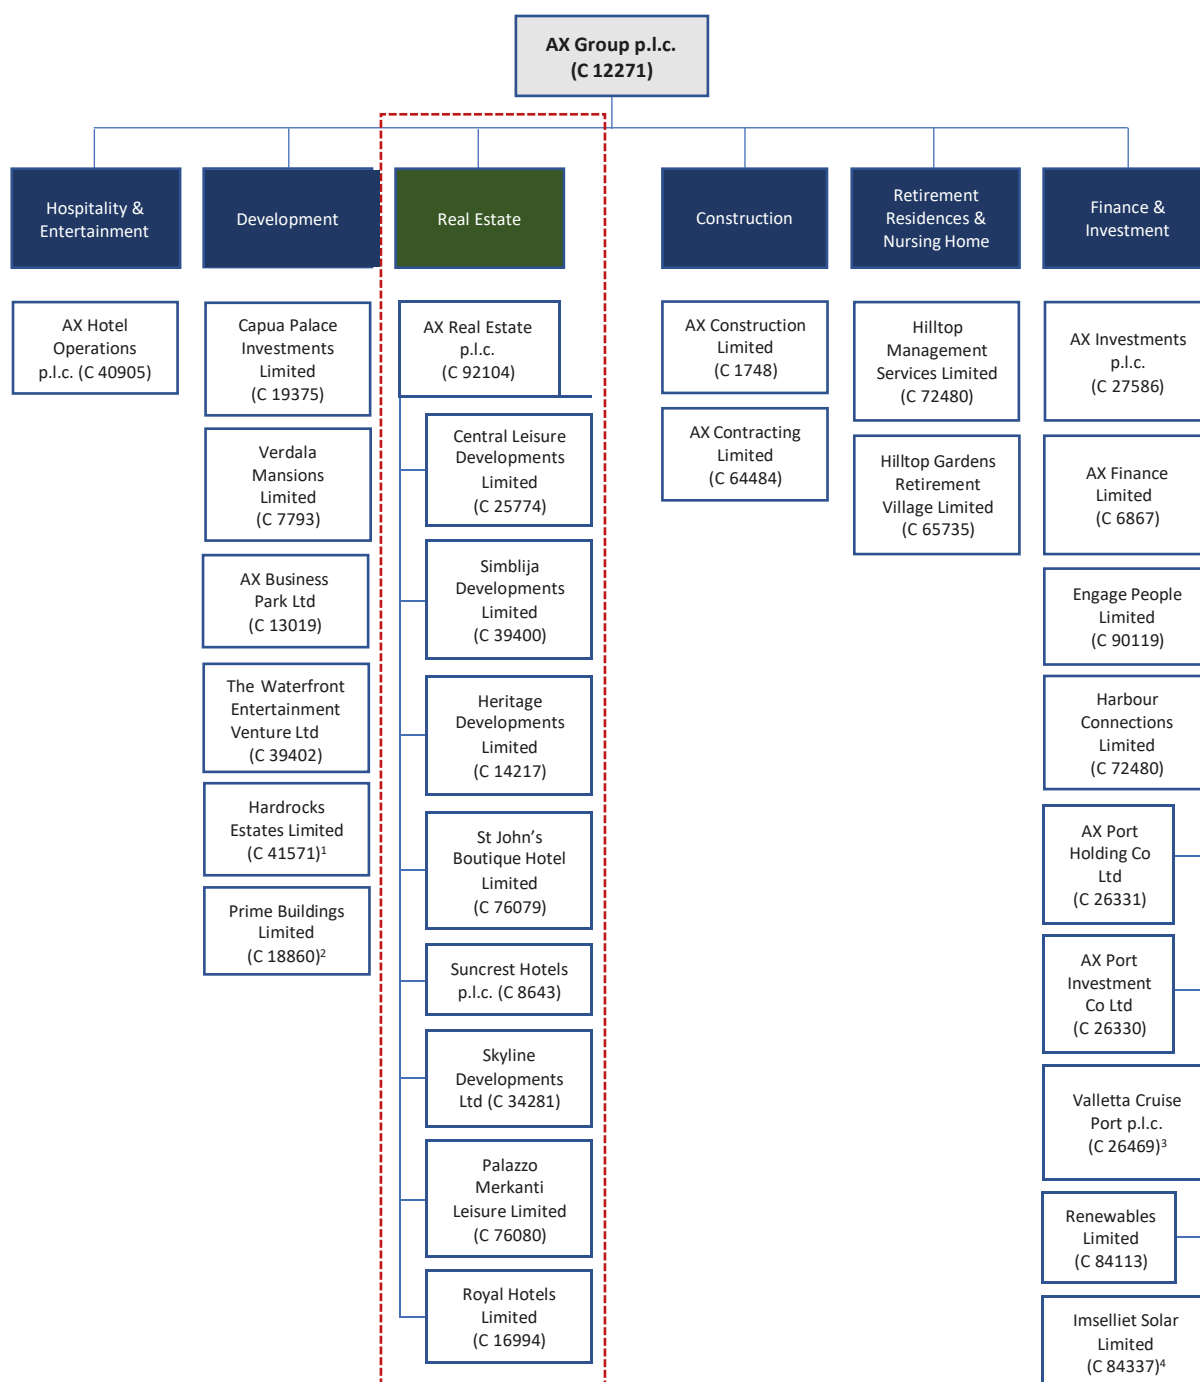 AX Group p.l.c.
(C 12271)
Hospitality &
Entertainment
Development
Real Estate
Construction
Retirement
Residences &
Nursing Home
Finance &
Investment
AX Hotel
Operations
p.l.c. (C 40905)
Capua Palace
Investments
Limited
(C 19375)
Verdala
Mansions
Limited
(C 7793)
AX Business
Park Ltd
(C 13019)
The Waterfront
Entertainment
Venture Ltd
(C 39402)
Hardrocks
Estates Limited
(C 41571)¹
Prime Buildings
Limited
(C 18860)²
AX Real Estate
p.l.c.
(C 92104)
Central Leisure
Developments
Limited
(C 25774)
Simblija
Developments
Limited
(C 39400)
Heritage
Developments
Limited
(C 14217)
St John’s
Boutique Hotel
Limited
(C 76079)
Suncrest Hotels
p.l.c. (C 8643)
Skyline
Developments
Ltd (C 34281)
Palazzo
Merkanti
Leisure Limited
(C 76080)
Royal Hotels
Limited
(C 16994)
AX Construction
Limited
(C 1748)
AX Contracting
Limited
(C 64484)
Hilltop
Management
Services Limited
(C 72480)
Hilltop Gardens
Retirement
Village Limited
(C 65735)
AX Investments
p.l.c.
(C 27586)
AX Finance
Limited
(C 6867)
Engage People
Limited
(C 90119)
Harbour
Connections
Limited
(C 72480)
AX Port
Holding Co
Ltd
(C 26331)
AX Port
Investment
Co Ltd
(C 26330)
Valletta Cruise
Port p.l.c.
(C 26469)³
Renewables
Limited
(C 84113)
Imselliet Solar
Limited
(C 84337)⁴